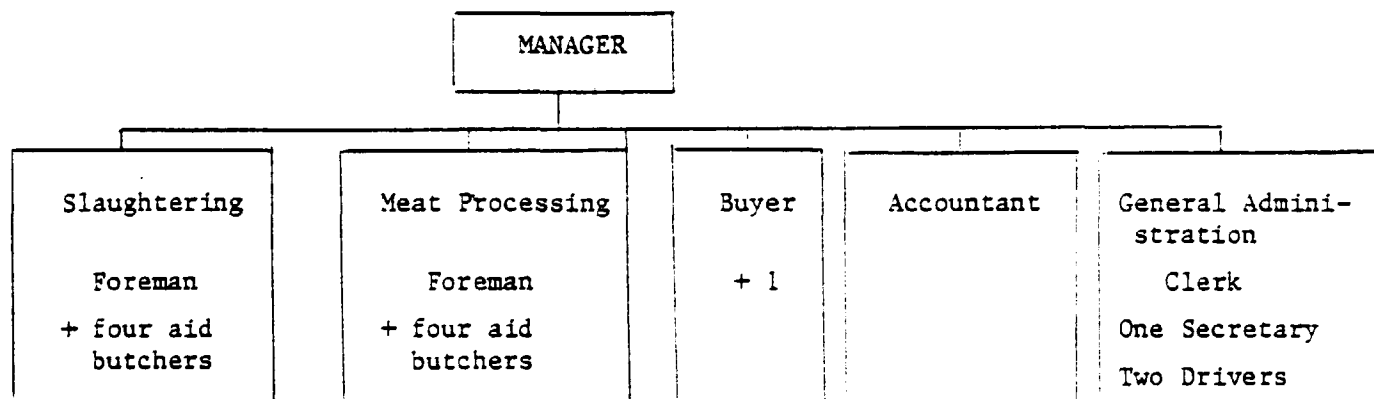 MANAGER
Slaughtering
Foreman
+ four aid
butchers
Meat Processing
Foreman
+ four aid
butchers
Buyer
+ 1
Accountant
General Admini-
stration
Clerk
One Secretary
Two Drivers